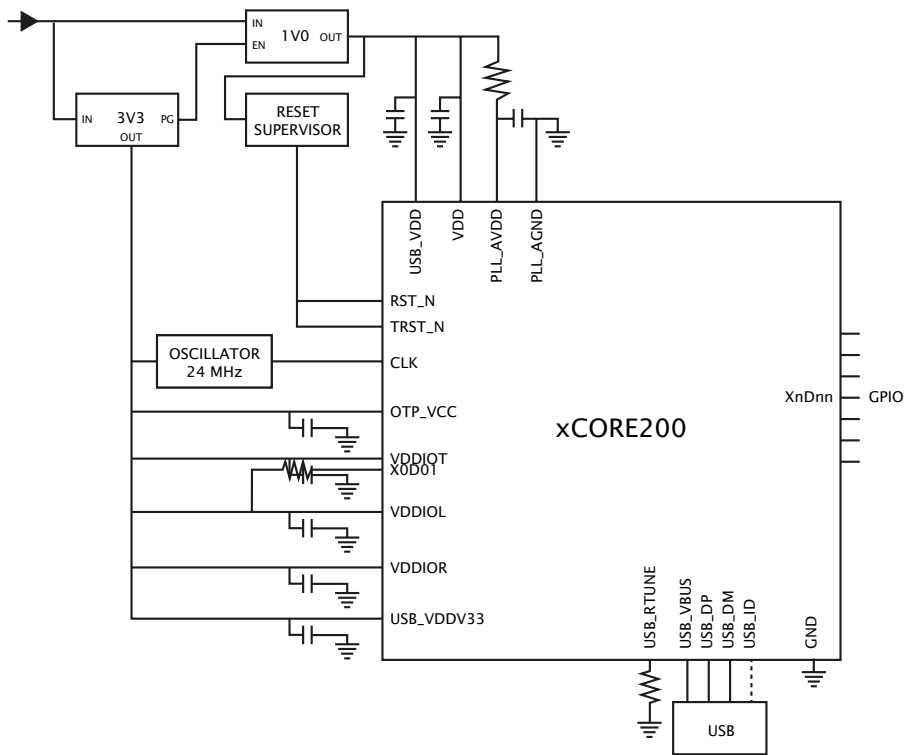 IN
1V0
OUT
EN
IN
3V3
PG
OUT
RESET
SUPERVISOR
USB_VDD
VDD
PLL_AVDD
PLL_AGND
RST_N
TRST_N
OSCILLATOR
24 MHz
CLK
XnDnn
GPIO
OTP_VCC
xCORE200
VDDIOT
X0D01
VDDIOL
VDDIOR
USB_VDDV33
USB_RTUNE
USB_VBUS
USB_DP
USB_DM
USB_ID
GND
USB